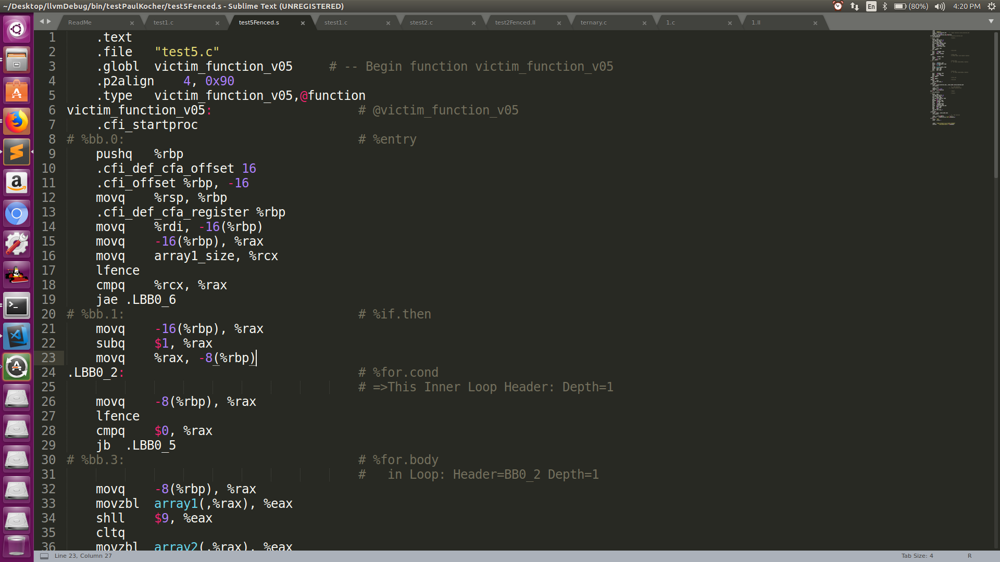 ~/Desktop/llvmDebug/bin/testPaulKocher/test5Fenced.s - Sublime Text (UNREGISTERED)
En (80%) 4:20 PM
ReadMe × test1.c × test5Fenced.s × stest1.c × stest2.c × test2Fenced.ll × ternary.c × 1.c × 1.ll ×
1 .text
2 .file "test5.c"
3 .globl victim_function_v05 # -- Begin function victim_function_v05
4 .p2align 4, 0x90
5 .type victim_function_v05,@function
6 victim_function_v05: # @victim_function_v05
7 .cfi_startproc
8 # %bb.0: # %entry
9 pushq %rbp
10 .cfi_def_cfa_offset 16
11 .cfi_offset %rbp, -16
12 movq %rsp, %rbp
13 .cfi_def_cfa_register %rbp
14 movq %rdi, -16(%rbp)
15 movq -16(%rbp), %rax
16 movq array1_size, %rcx
17 lfence
18 cmpq %rcx, %rax
19 jae .LBB0_6
20 # %bb.1: # %if.then
21 movq -16(%rbp), %rax
22 subq $1, %rax
23 movq %rax, -8(%rbp)
24 .LBB0_2: # %for.cond
25 # =>This Inner Loop Header: Depth=1
26 movq -8(%rbp), %rax
27 lfence
28 cmpq $0, %rax
29 jb .LBB0_5
30 # %bb.3: # %for.body
31 # in Loop: Header=BB0_2 Depth=1
32 movq -8(%rbp), %rax
33 movzbl array1(,%rax), %eax
34 shll $9, %eax
35 cltq
36 movzbl array2(,%rax), %eax
Line 23, Column 27 Tab Size: 4 R